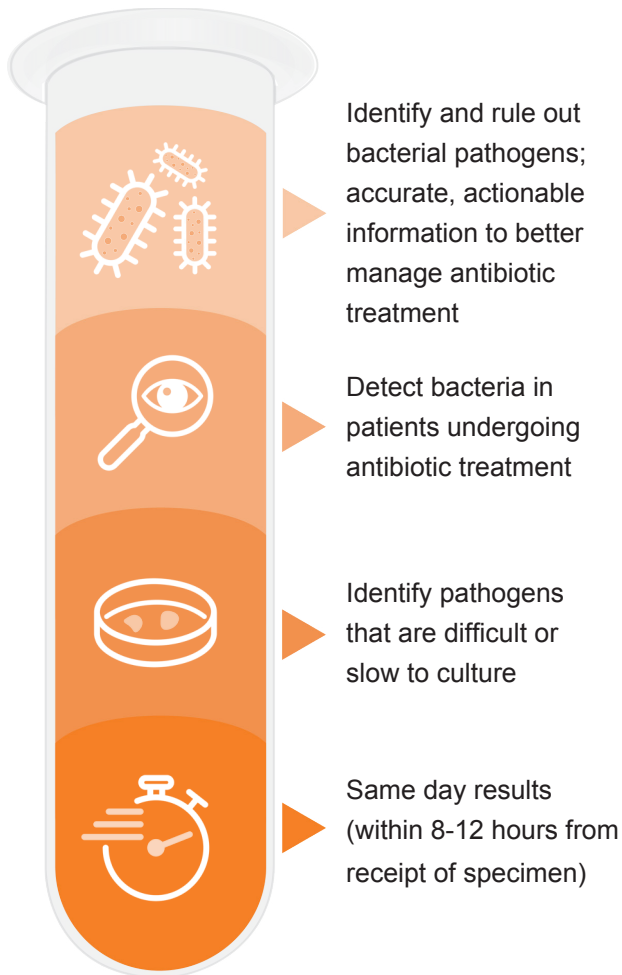 Identify and rule out
bacterial pathogens;
accurate, actionable
information to better
manage antibiotic
treatment
Detect bacteria in
patients undergoing
antibiotic treatment
Identify pathogens
that are difficult or
slow to culture
Same day results
(within 8-12 hours from
receipt of specimen)